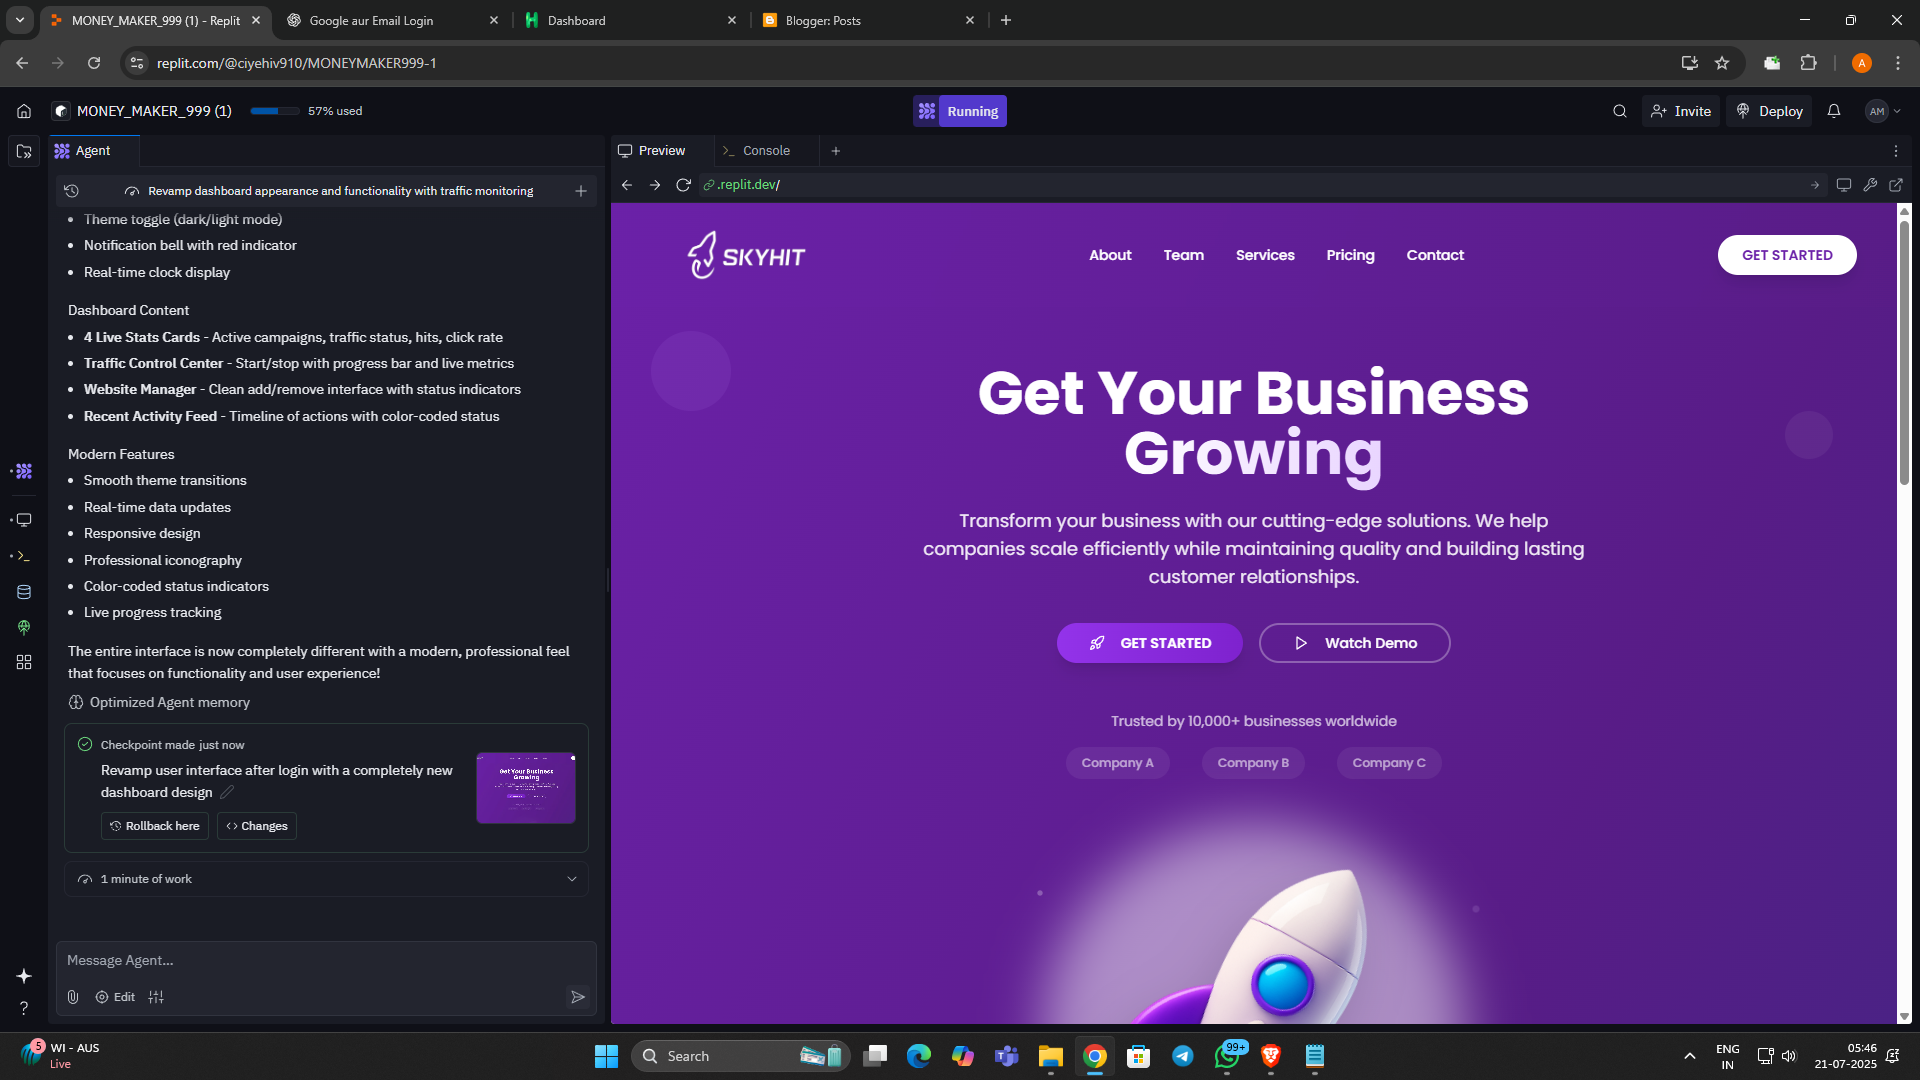 MONEY_MAKER_999 (1) - Replit
Google aur Email Login
Dashboard
Blogger: Posts
replit.com/@ciyehiv910/MONEYMAKER999-1
A
MONEY_MAKER_999 (1)
57% used
Running
Invite
Deploy
AM
Agent
Revamp dashboard appearance and functionality with traffic monitoring
Theme toggle (dark/light mode)
Notification bell with red indicator
Real-time clock display
Dashboard Content
4 Live Stats Cards - Active campaigns, traffic status, hits, click rate
Traffic Control Center - Start/stop with progress bar and live metrics
Website Manager - Clean add/remove interface with status indicators
Recent Activity Feed - Timeline of actions with color-coded status
Modern Features
Smooth theme transitions
Real-time data updates
Responsive design
Professional iconography
Color-coded status indicators
Live progress tracking
The entire interface is now completely different with a modern, professional feel
that focuses on functionality and user experience!
Optimized Agent memory
Checkpoint made just now
Revamp user interface after login with a completely new
dashboard design
Rollback here
Changes
1 minute of work
Message Agent...
Edit
Preview
Console
.replit.dev/
SKYHIT
About
Team
Services
Pricing
Contact
GET STARTED
Get Your Business
Growing
Transform your business with our cutting-edge solutions. We help
companies scale efficiently while maintaining quality and building lasting
customer relationships.
GET STARTED
Watch Demo
Trusted by 10,000+ businesses worldwide
Company A
Company B
Company C
5
WI - AUS
Live
Search
99+
ENG
IN
05:46
21-07-2025